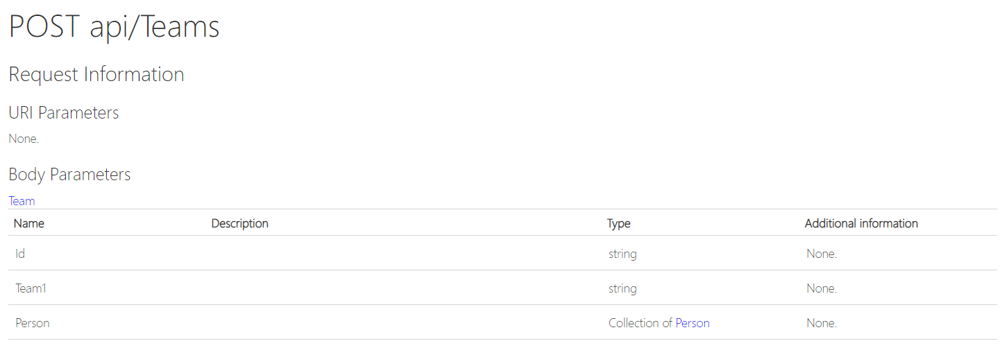 POST api/Teams
Request Information
URI Parameters
None.
Body Parameters
Team
Name Description Type Additional information
Id string None.
Team1 string None.
Person Collection of Person None.